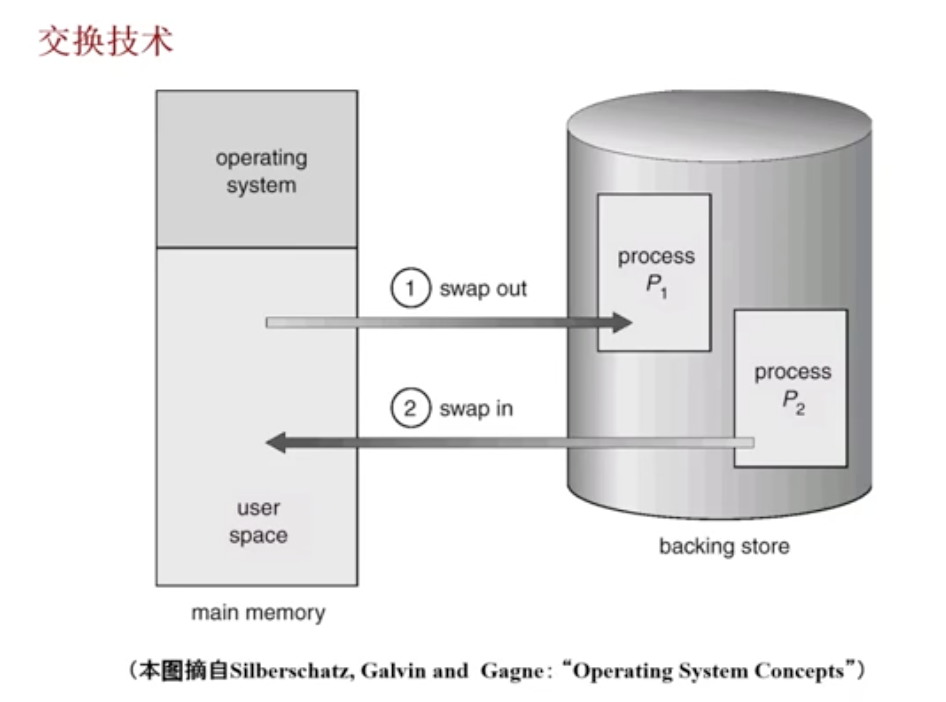 交换技术
operating
system
① swap out
process
P1
② swap in
process
P2
user
space
backing store
main memory
（本图摘自Silberschatz, Galvin and Gagne: “Operating System Concepts”）